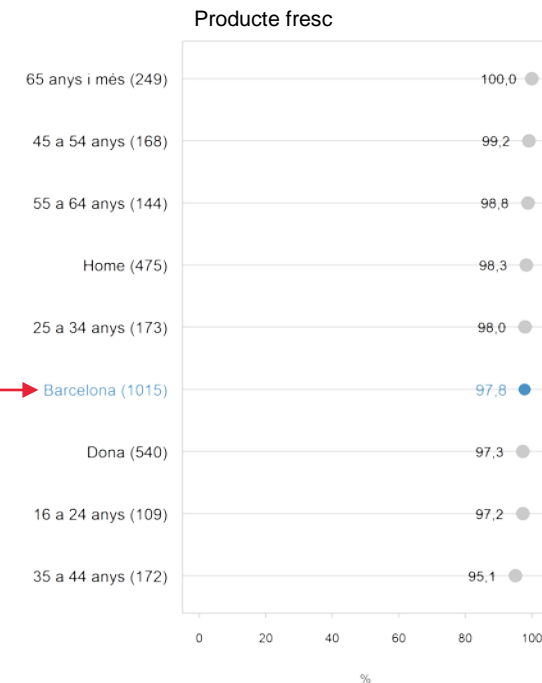 Producte fresc
65 anys i més (249) 100,0
45 a 54 anys (168) 99,2
55 a 64 anys (144) 98,8
Home (475) 98,3
25 a 34 anys (173) 98,0
Barcelona (1015) 97,8
Dona (540) 97,3
16 a 24 anys (109) 97,2
35 a 44 anys (172) 95,1
0 20 40 60 80 100
%